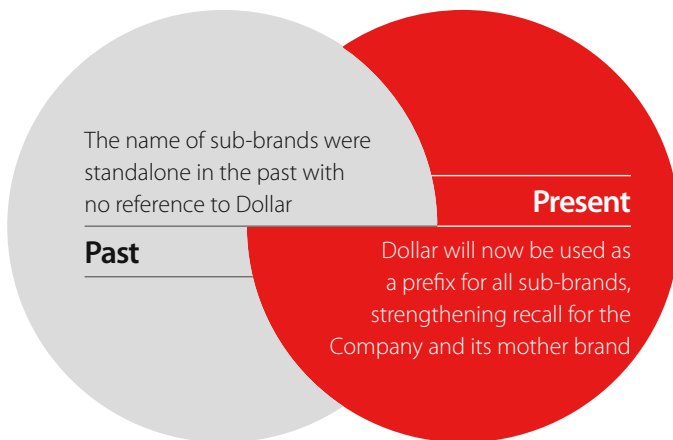 The name of sub-brands were
standalone in the past with
no reference to Dollar
Past
Present
Dollar will now be used as
a prefix for all sub-brands,
strengthening recall for the
Company and its mother brand